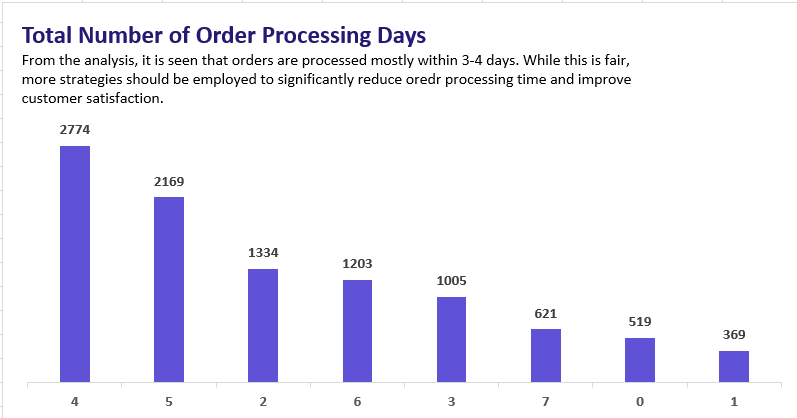 Total Number of Order Processing Days
From the analysis, it is seen that orders are processed mostly within 3-4 days. While this is fair,
more strategies should be employed to significantly reduce oredr processing time and improve
customer satisfaction.
2774
2169
1334
1203
1005
621
519
369
4 5 2 6 3 7 0 1